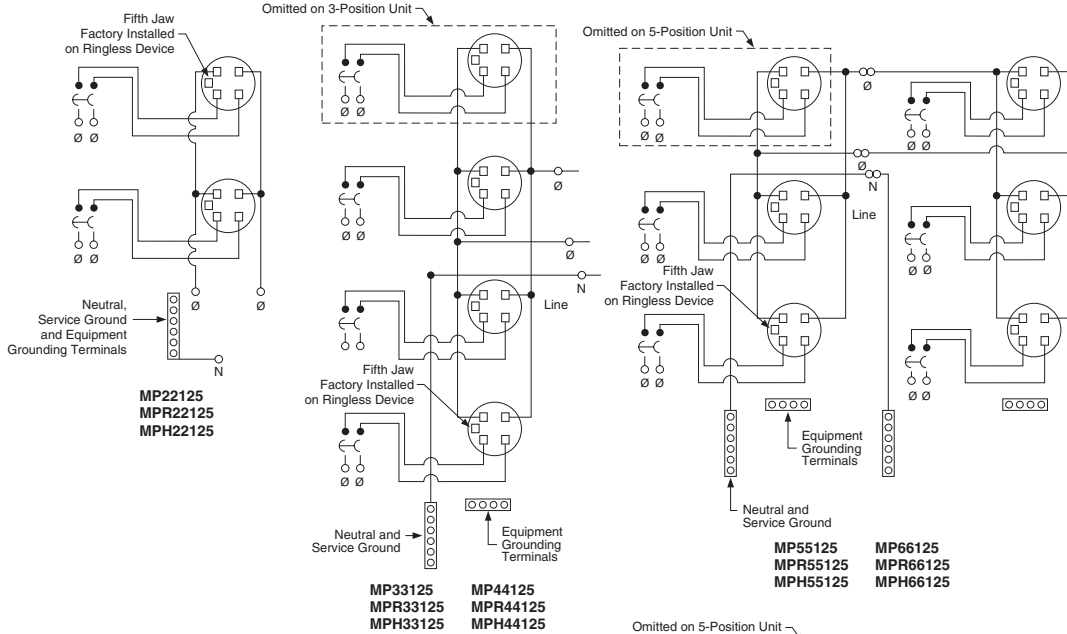 Fifth Jaw
Factory Installed
on Ringless Device
Ø Ø
Ø Ø
Ø Ø
Neutral,
Service Ground
and Equipment
Grounding Terminals
N
MP22125
MPR22125
MPH22125
Omitted on 3-Position Unit
Ø Ø
Ø
Ø Ø
Ø
N
Line
Ø Ø
Fifth Jaw
Factory Installed
on Ringless Device
Ø Ø
Neutral and
Service Ground
Equipment
Grounding
Terminals
MP33125 MP44125
MPR33125 MPR44125
MPH33125 MPH44125
Omitted on 5-Position Unit
Ø
Ø Ø
Ø Ø
Ø
N
Line
Ø Ø
Ø Ø
Fifth Jaw
Factory Installed
on Ringless Device
Ø Ø
Ø Ø
Equipment
Grounding
Terminals
Neutral and
Service Ground
MP55125 MP66125
MPR55125 MPR66125
MPH55125 MPH66125
Omitted on 5-Position Unit